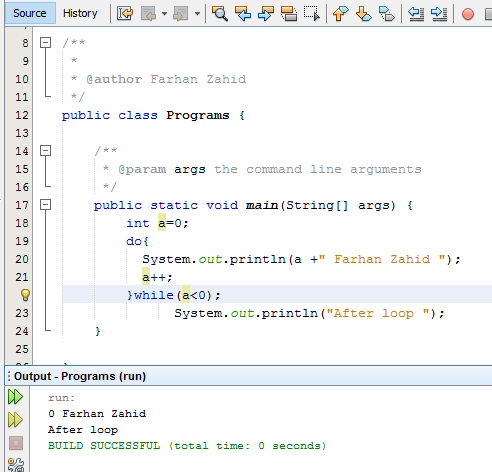 Source History
8 /**
9 *
10 * @author Farhan Zahid
11 */
12 public class Programs {
13
14 /**
15 * @param args the command line arguments
16 */
17 public static void main(String[] args) {
18 int a=0;
19 do{
20 System.out.println(a +" Farhan Zahid ");
21 a++;
}while(a<0);
23 System.out.println("After loop ");
24 }
25
Output - Programs (run)
run:
0 Farhan Zahid
After loop
BUILD SUCCESSFUL (total time: 0 seconds)